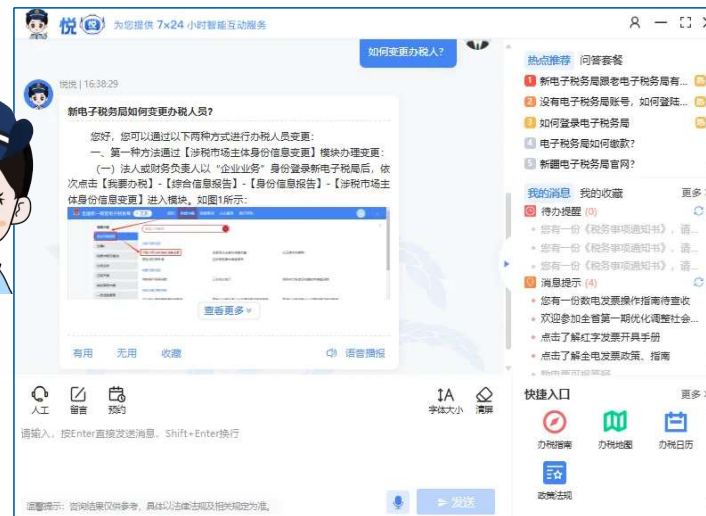 悦 为您提供 7×24 小时智能互动服务
如何变更办税人？
悦悦 | 16:38:29
新电子税务局如何变更办税人员？
您好，您可以通过以下两种方式进行办税人员变更：
一、第一种方法通过【涉税市场主体身份信息变更】模块办理变更：
（一）法人或财务负责人以“企业业务”身份登录新电子税务局后，依
次点击【我要办税】-【综合信息报告】-【身份信息报告】-【涉税市场主
体身份信息变更】进入模块。如图1所示：
查看更多
有用 无用 收藏 语音播报
人工 留言 预约 字体大小 清屏
请输入，按Enter直接发送消息，Shift+Enter换行
温馨提示：咨询结果仅供参考，具体以法律法规及相关规定为准。
发送
热点推荐 问答套餐
1 新电子税务局跟老电子税务局有...
2 没有电子税务局账号，如何登陆...
3 如何登录电子税务局
4 电子税务局如何缴款？
5 新疆电子税务局官网？
我的消息 我的收藏 更多
待办提醒 (0)
您有一份《税务事项通知书》，请...
您有一份《税务事项通知书》，请...
您有一份《税务事项通知书》，请...
消息提示 (4)
您有一份数电发票操作指南待查收
欢迎参加全省第一期优化调整社会...
点击了解红字发票开具手册
点击了解全电发票政策、指南
快捷入口 更多
办税指南 办税地图 办税日历
政策法规